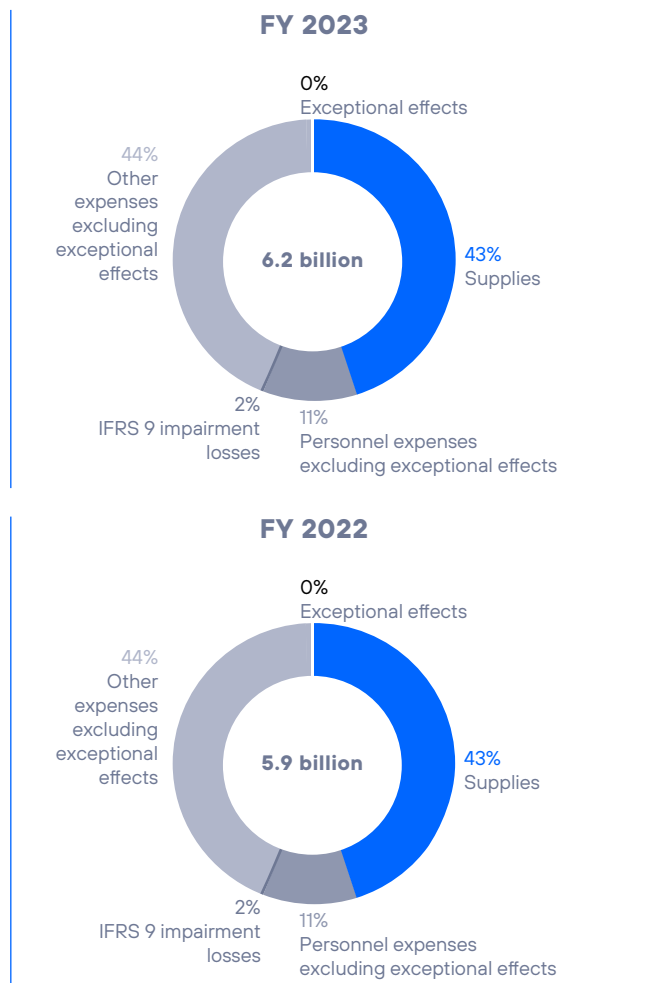 FY 2023
0%
Exceptional effects
44%
Other
expenses
excluding
exceptional
effects
6.2 billion
43%
Supplies
2%
IFRS 9 impairment
losses
11%
Personnel expenses
excluding exceptional effects
FY 2022
0%
Exceptional effects
44%
Other
expenses
excluding
exceptional
effects
5.9 billion
43%
Supplies
2%
IFRS 9 impairment
losses
11%
Personnel expenses
excluding exceptional effects